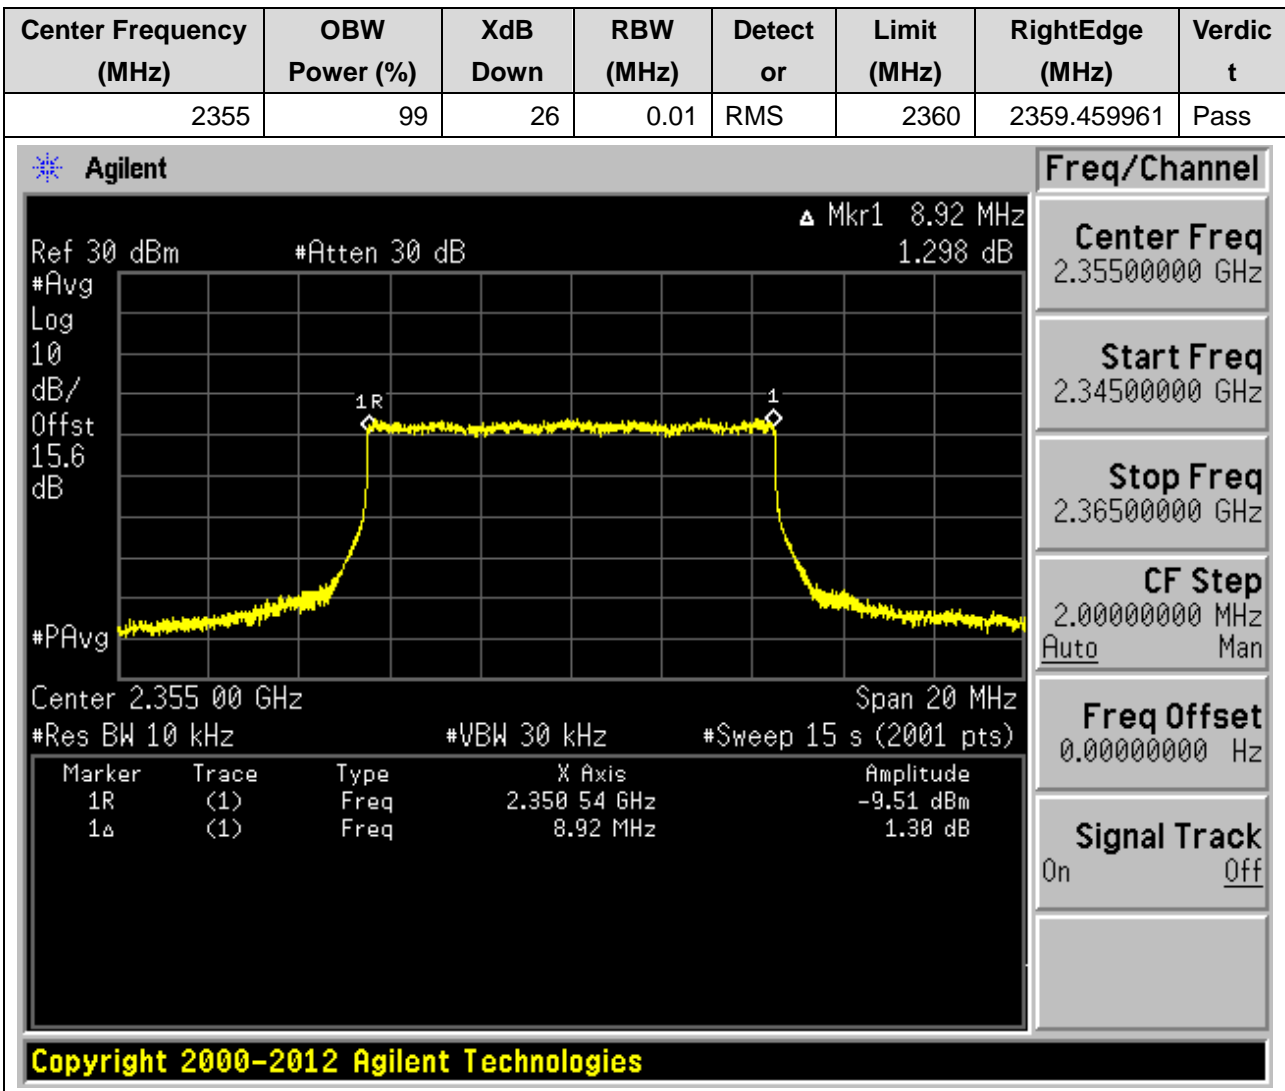 Center Frequency OBW XdB RBW Detect Limit RightEdge Verdic
(MHz) Power (%) Down (MHz) or (MHz) (MHz) t
2355 99 26 0.01 RMS 2360 2359.459961 Pass
Agilent Freq/Channel
Δ Mkr1 8.92 MHz
Ref 30 dBm #Atten 30 dB 1.298 dB
#Avg
Log
10
dB/
Offst
15.6
dB
1R
1
#PAvg
Center 2.355 00 GHz Span 20 MHz
#Res BW 10 kHz #VBW 30 kHz #Sweep 15 s (2001 pts)
Marker Trace Type X Axis Amplitude
1R (1) Freq 2.350 54 GHz -9.51 dBm
1Δ (1) Freq 8.92 MHz 1.30 dB
Center Freq
2.35500000 GHz
Start Freq
2.34500000 GHz
Stop Freq
2.36500000 GHz
CF Step
2.00000000 MHz
Auto Man
Freq Offset
0.00000000 Hz
Signal Track
On Off
Copyright 2000-2012 Agilent Technologies